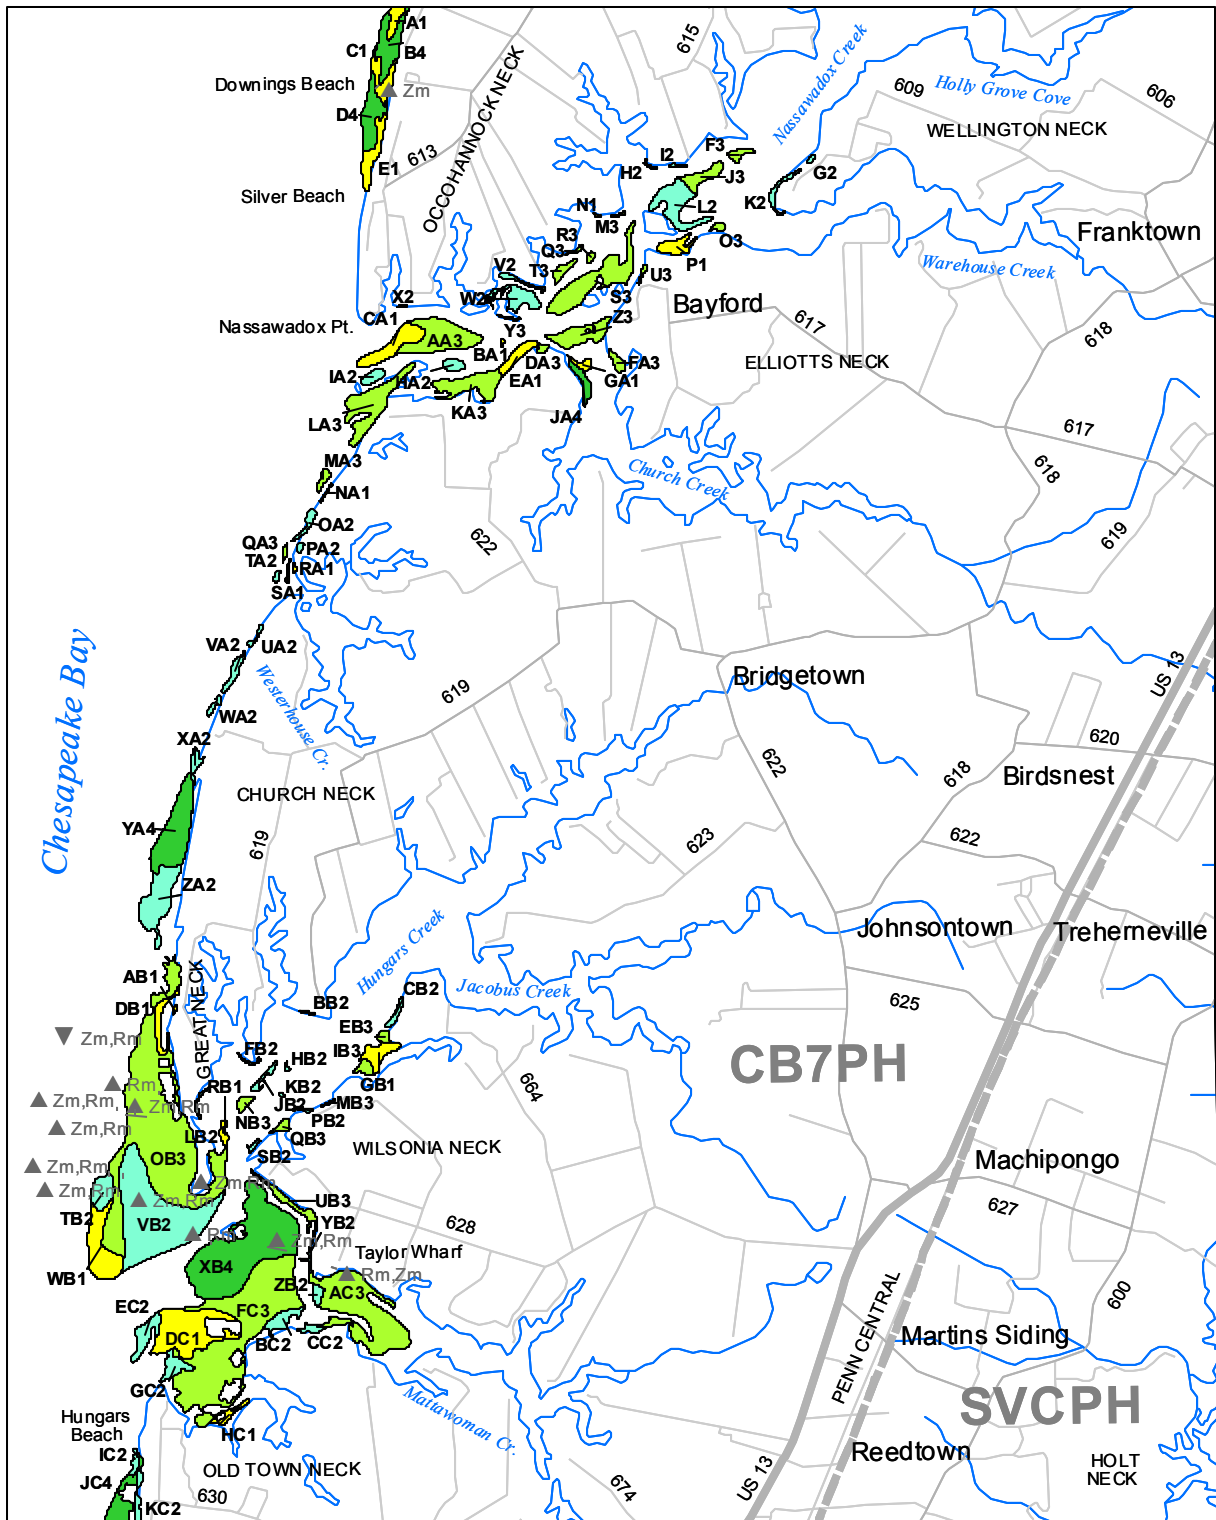 A1
C1
B4
Downings Beach
Zm
D4
613
E1
Silver Beach
OCCOHANNOCK NECK
615
Nassawadox Creek
609
Holly Grove Cove
606
WELLINGTON NECK
F3
I2
H2
J3
G2
K2
N1
M3
L2
O3
P1
Franktown
Warehouse Creek
R3
Q3
T3
V2
W2
U3
S3
Bayford
X2
CA1
Nassawadox Pt.
Y3
Z3
617
618
AA3
BA1
DA3
FA3
ELLIOTTS NECK
IA2
HA2
EA1
GA1
KA3
JA4
LA3
617
618
MA3
NA1
Church Creek
OA2
622
619
QA3
PA2
TA2
RA1
SA1
VA2
UA2
Westerhouse Cr.
Chesapeake Bay
619
Bridgetown
US 13
WA2
XA2
622
620
618
Birdsnest
CHURCH NECK
YA4
619
623
622
ZA2
Hungars Creek
Johnsontown
Treherneville
AB1
GREAT NECK
Jacobus Creek
CB2
DB1
BB2
625
EB3
Zm,Rm
FB2
HB2
IB3
CB7PH
Rm
RB1
KB2
GB1
664
Zm,Rm
Zm,Rm
JB2
MB3
NB3
PB2
Zm,Rm
LB2
QB3
WILSONIA NECK
OB3
SB2
Machipongo
Zm,Rm
Zm,Rm
Zm,Rm
Zm,Rm
UB3
627
TB2
VB2
YB2
628
Rm
Zm,Rm
Taylor Wharf
XB4
Rm,Zm
WB1
ZB2
AC3
600
PENN CENTRAL
EC2
FC3
DC1
BC2
CC2
Martins Siding
GC2
Mattawoman Cr.
SVCPH
Hungars
Beach
HC1
IC2
OLD TOWN NECK
Reedtown
HOLT
NECK
JC4
630
674
US 13
KC2